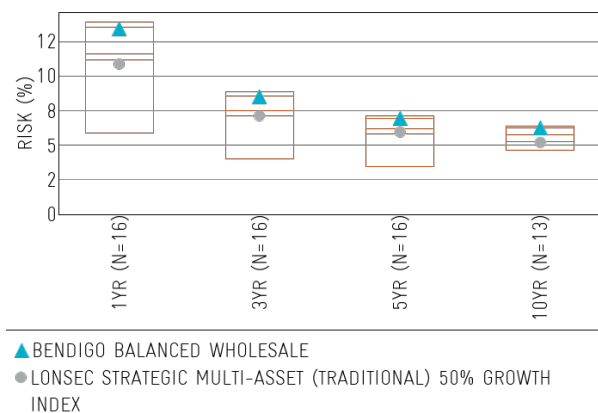 12
10
8
5
2
0
RISK (%)
1YR (N=16)
3YR (N=16)
5YR (N=16)
10YR (N=13)
BENDIGO BALANCED WHOLESALE
LONSEC STRATEGIC MULTI-ASSET (TRADITIONAL) 50% GROWTH
INDEX